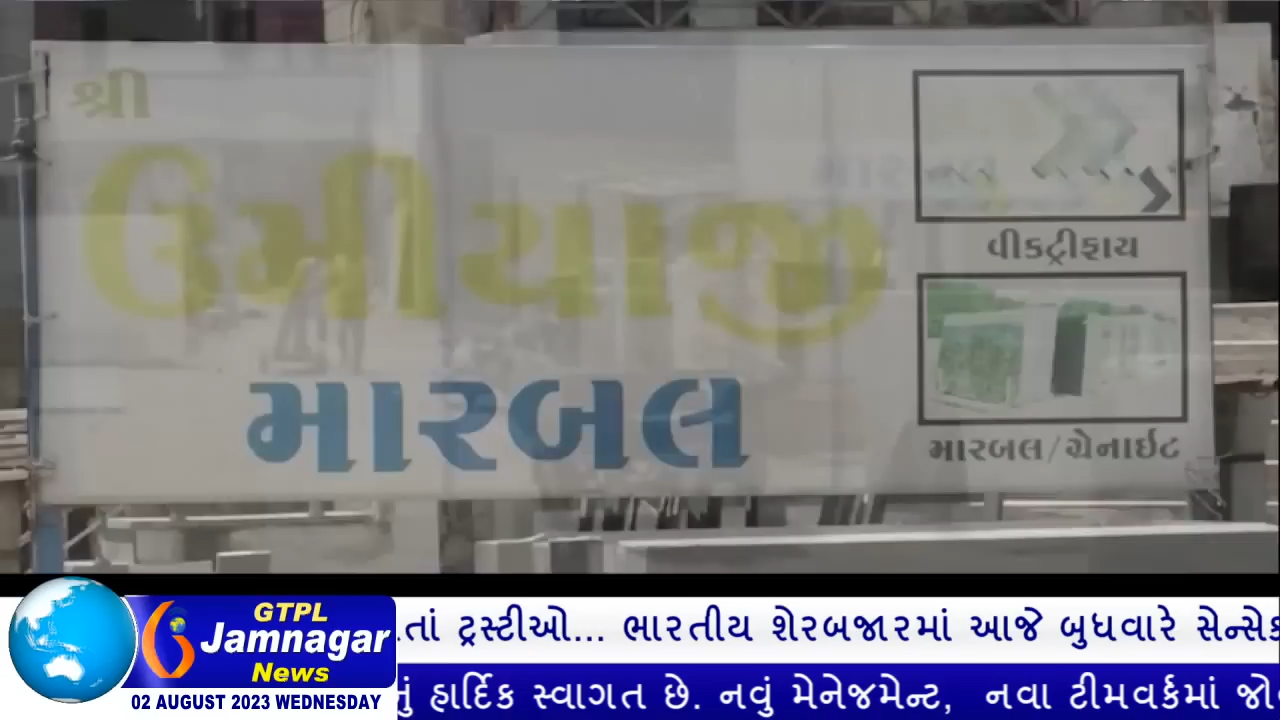 શ્રી
ઉમીયાજી
મારબલ
વીકટ્રીફાય
મારબલ/ગ્રેનાઈટ
GTPL
Jamnagar
News
02 AUGUST 2023 WEDNESDAY
ટ્રસ્ટીઓ... ભારતીય શેરબજારમાં આજે બુધવારે
હાર્દિક સ્વાગત છે. નવું મેનેજમેન્ટ, નવા ટીમવર્કમાં